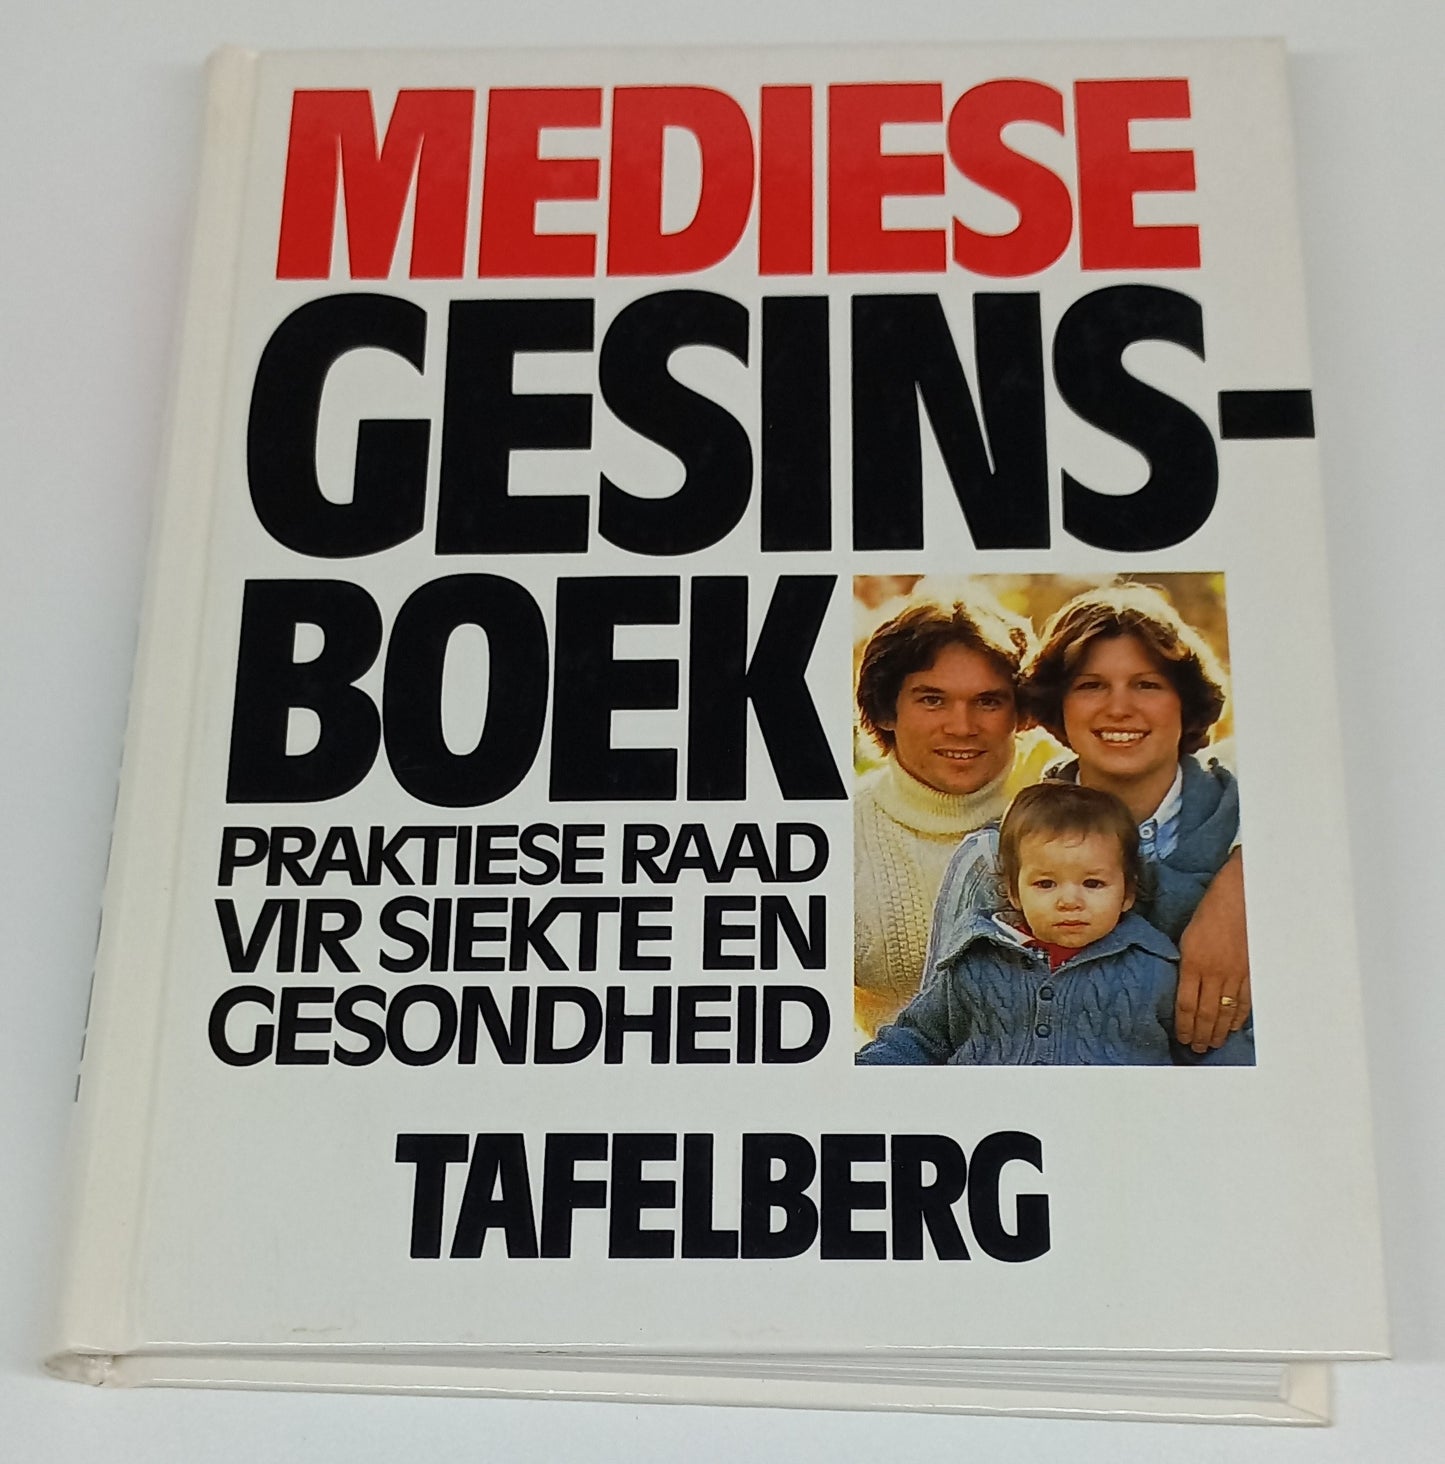 MEDIESE
GESINS-
BOEK
PRAKTIESE RAAD
VIR SIEKTE EN
GESONDHEID
TAFELBERG